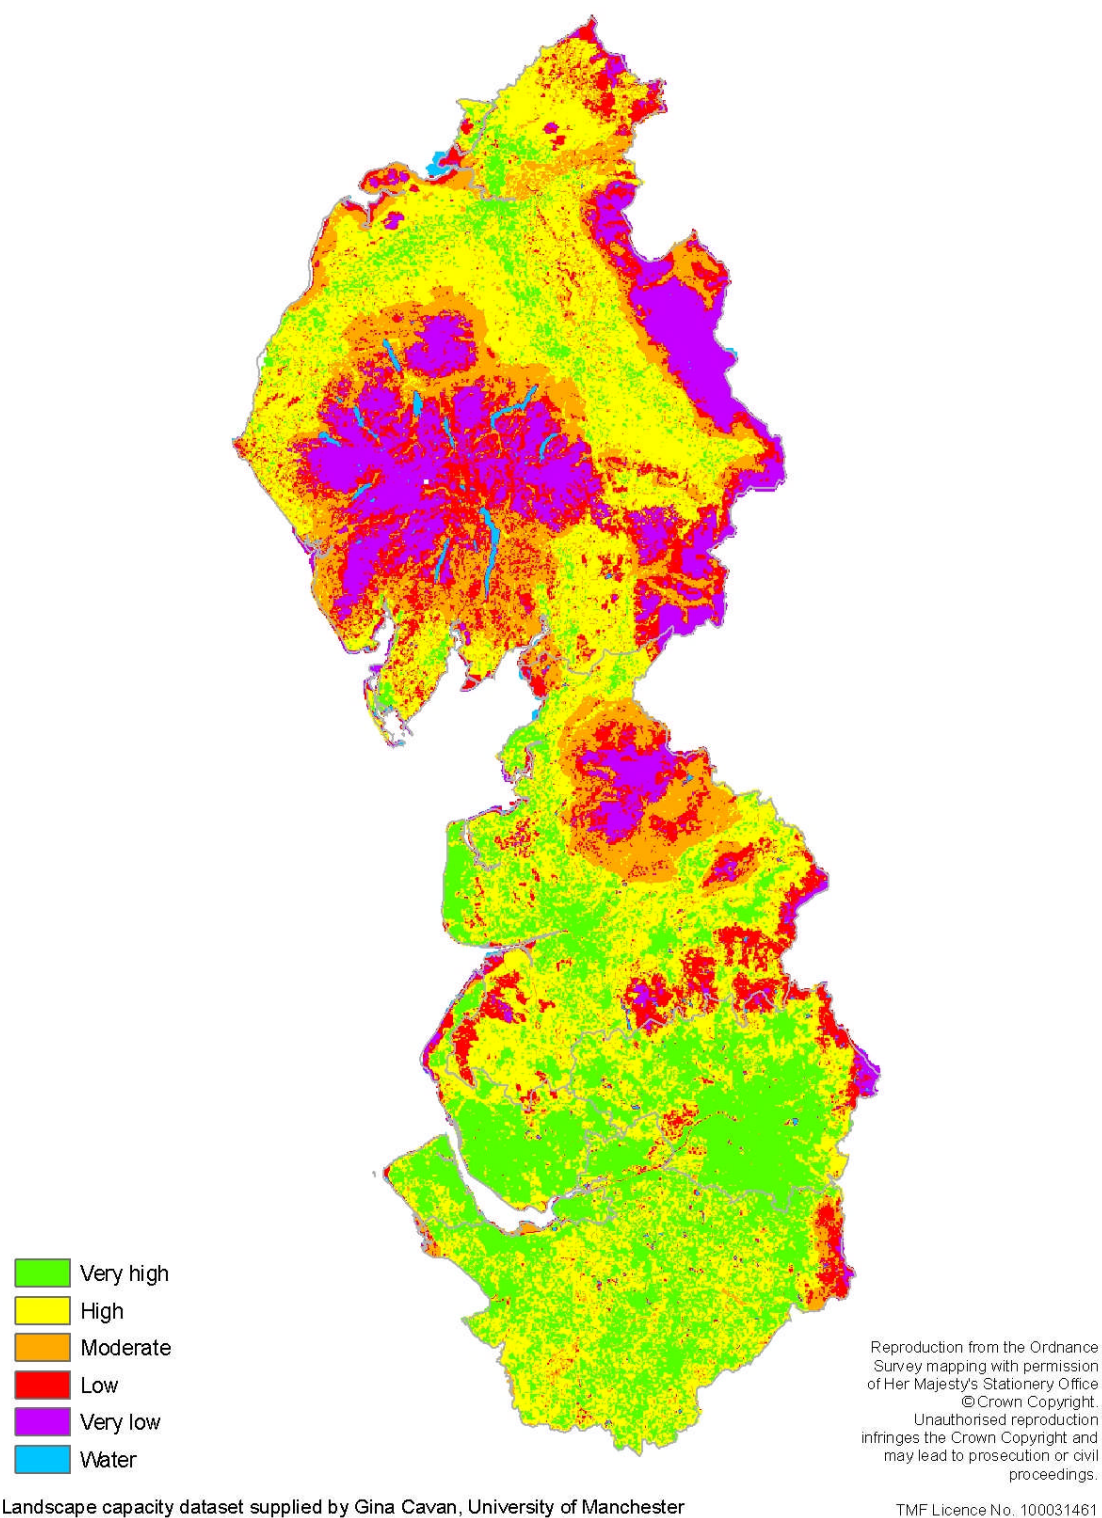 Very high
High
Moderate
Low
Very low
Water
Reproduction from the Ordnance
Survey mapping with permission
of Her Majesty's Stationery Office
© Crown Copyright.
Unauthorised reproduction
infringes the Crown Copyright and
may lead to prosecution or civil
proceedings.
Landscape capacity dataset supplied by Gina Cavan, University of Manchester
TMF Licence No. 100031461